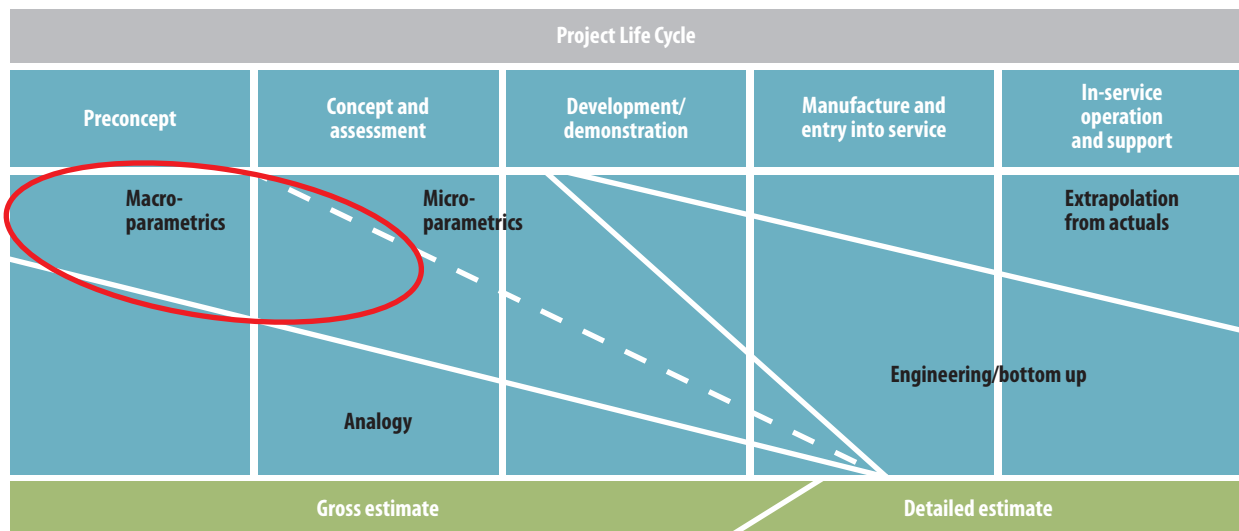 Project Life Cycle
Preconcept
Concept and
assessment
Development/
demonstration
Manufacture and
entry into service
In-service
operation
and support
Macro-
parametrics
Micro-
parametrics
Extrapolation
from actuals
Engineering/bottom up
Analogy
Gross estimate
Detailed estimate